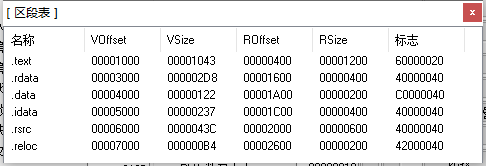 [ 区段表 ]
名称 VOffset VSize ROffset RSize 标志
.text 00001000 00001043 00000400 00001200 60000020
.rdata 00003000 000002D8 00001600 00000400 40000040
.data 00004000 00000122 00001A00 00000200 C0000040
.idata 00005000 00000237 00001C00 00000400 40000040
.rsrc 00006000 0000043C 00002000 00000600 40000040
.reloc 00007000 000000B4 00002600 00000200 42000040